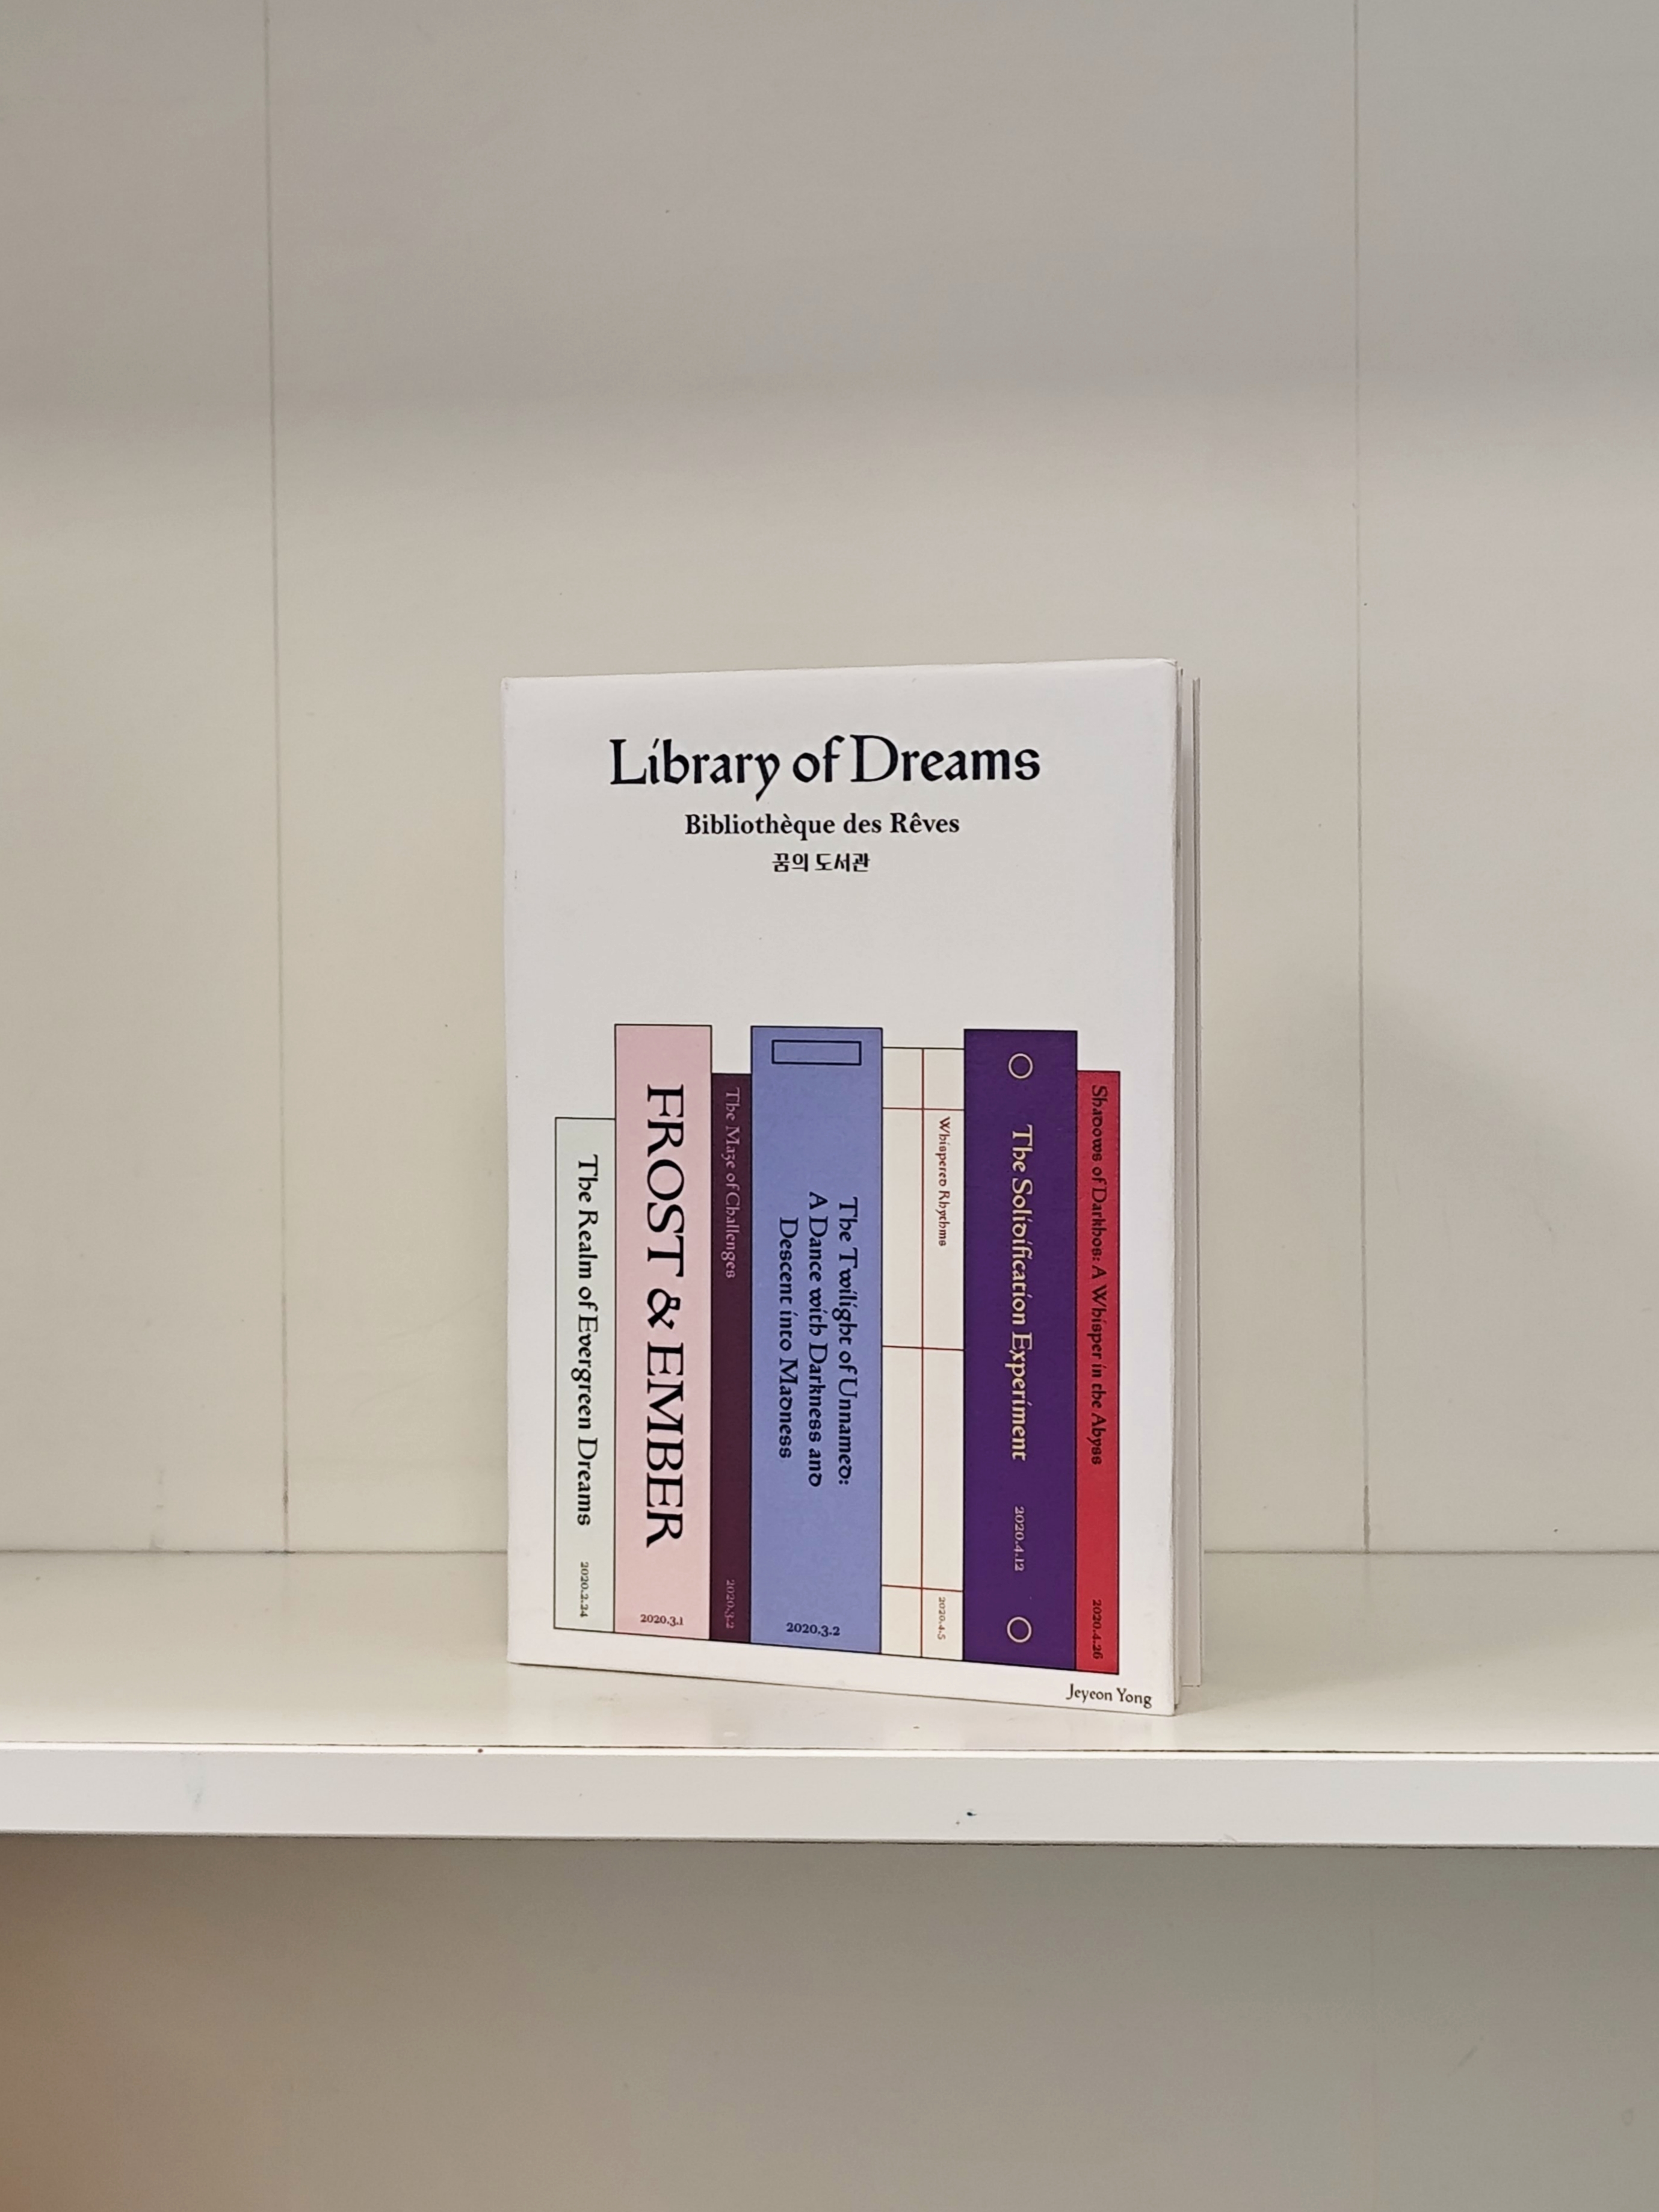 Library of Dreams
Bibliothèque des Rêves
꿈의 도서관
The Realm of Evergreen Dreams
2020.2.24
FROST & EMBER
2020.3.1
The Maze of Challenges
2020.3.2
The Twilight of Unnamed:
A Dance with Darkness and
Descent into Madness
2020.3.2
Whispered Rhythms
2020.4.5
The Solidification Experiment
2020.4.12
Shadows of Darkhos: A Whisper in the Abyss
2020.4.26
Jeyeon Yong